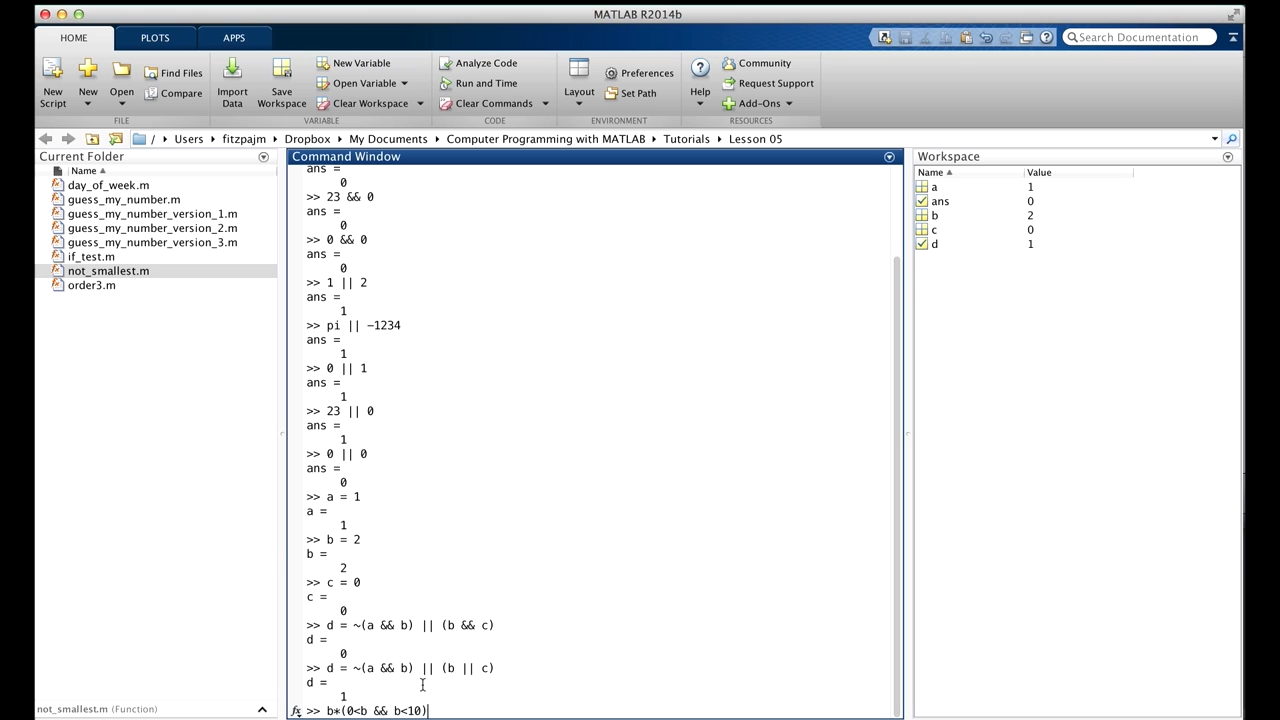 MATLAB R2014b
HOME PLOTS APPS
Search Documentation
New Script
New
Open
Find Files
Compare
Import Data
Save Workspace
New Variable
Open Variable
Clear Workspace
Analyze Code
Run and Time
Clear Commands
Layout
Preferences
Set Path
Help
Community
Request Support
Add-Ons
FILE VARIABLE CODE ENVIRONMENT RESOURCES
/ Users fitzpajm Dropbox My Documents Computer Programming with MATLAB Tutorials Lesson 05
Current Folder
Name
day_of_week.m
guess_my_number.m
guess_my_number_version_1.m
guess_my_number_version_2.m
guess_my_number_version_3.m
if_test.m
not_smallest.m
order3.m
not_smallest.m (Function)
Command Window
ans =
0
>> 23 && 0
ans =
0
>> 0 && 0
ans =
0
>> 1 || 2
ans =
1
>> pi || -1234
ans =
1
>> 0 || 1
ans =
1
>> 23 || 0
ans =
1
>> 0 || 0
ans =
0
>> a = 1
a =
1
>> b = 2
b =
2
>> c = 0
c =
0
>> d = ~(a && b) || (b && c)
d =
0
>> d = ~(a && b) || (b || c)
d =
1
fx >> b*(0<b && b<10)
Workspace
Name Value
a 1
ans 0
b 2
c 0
d 1